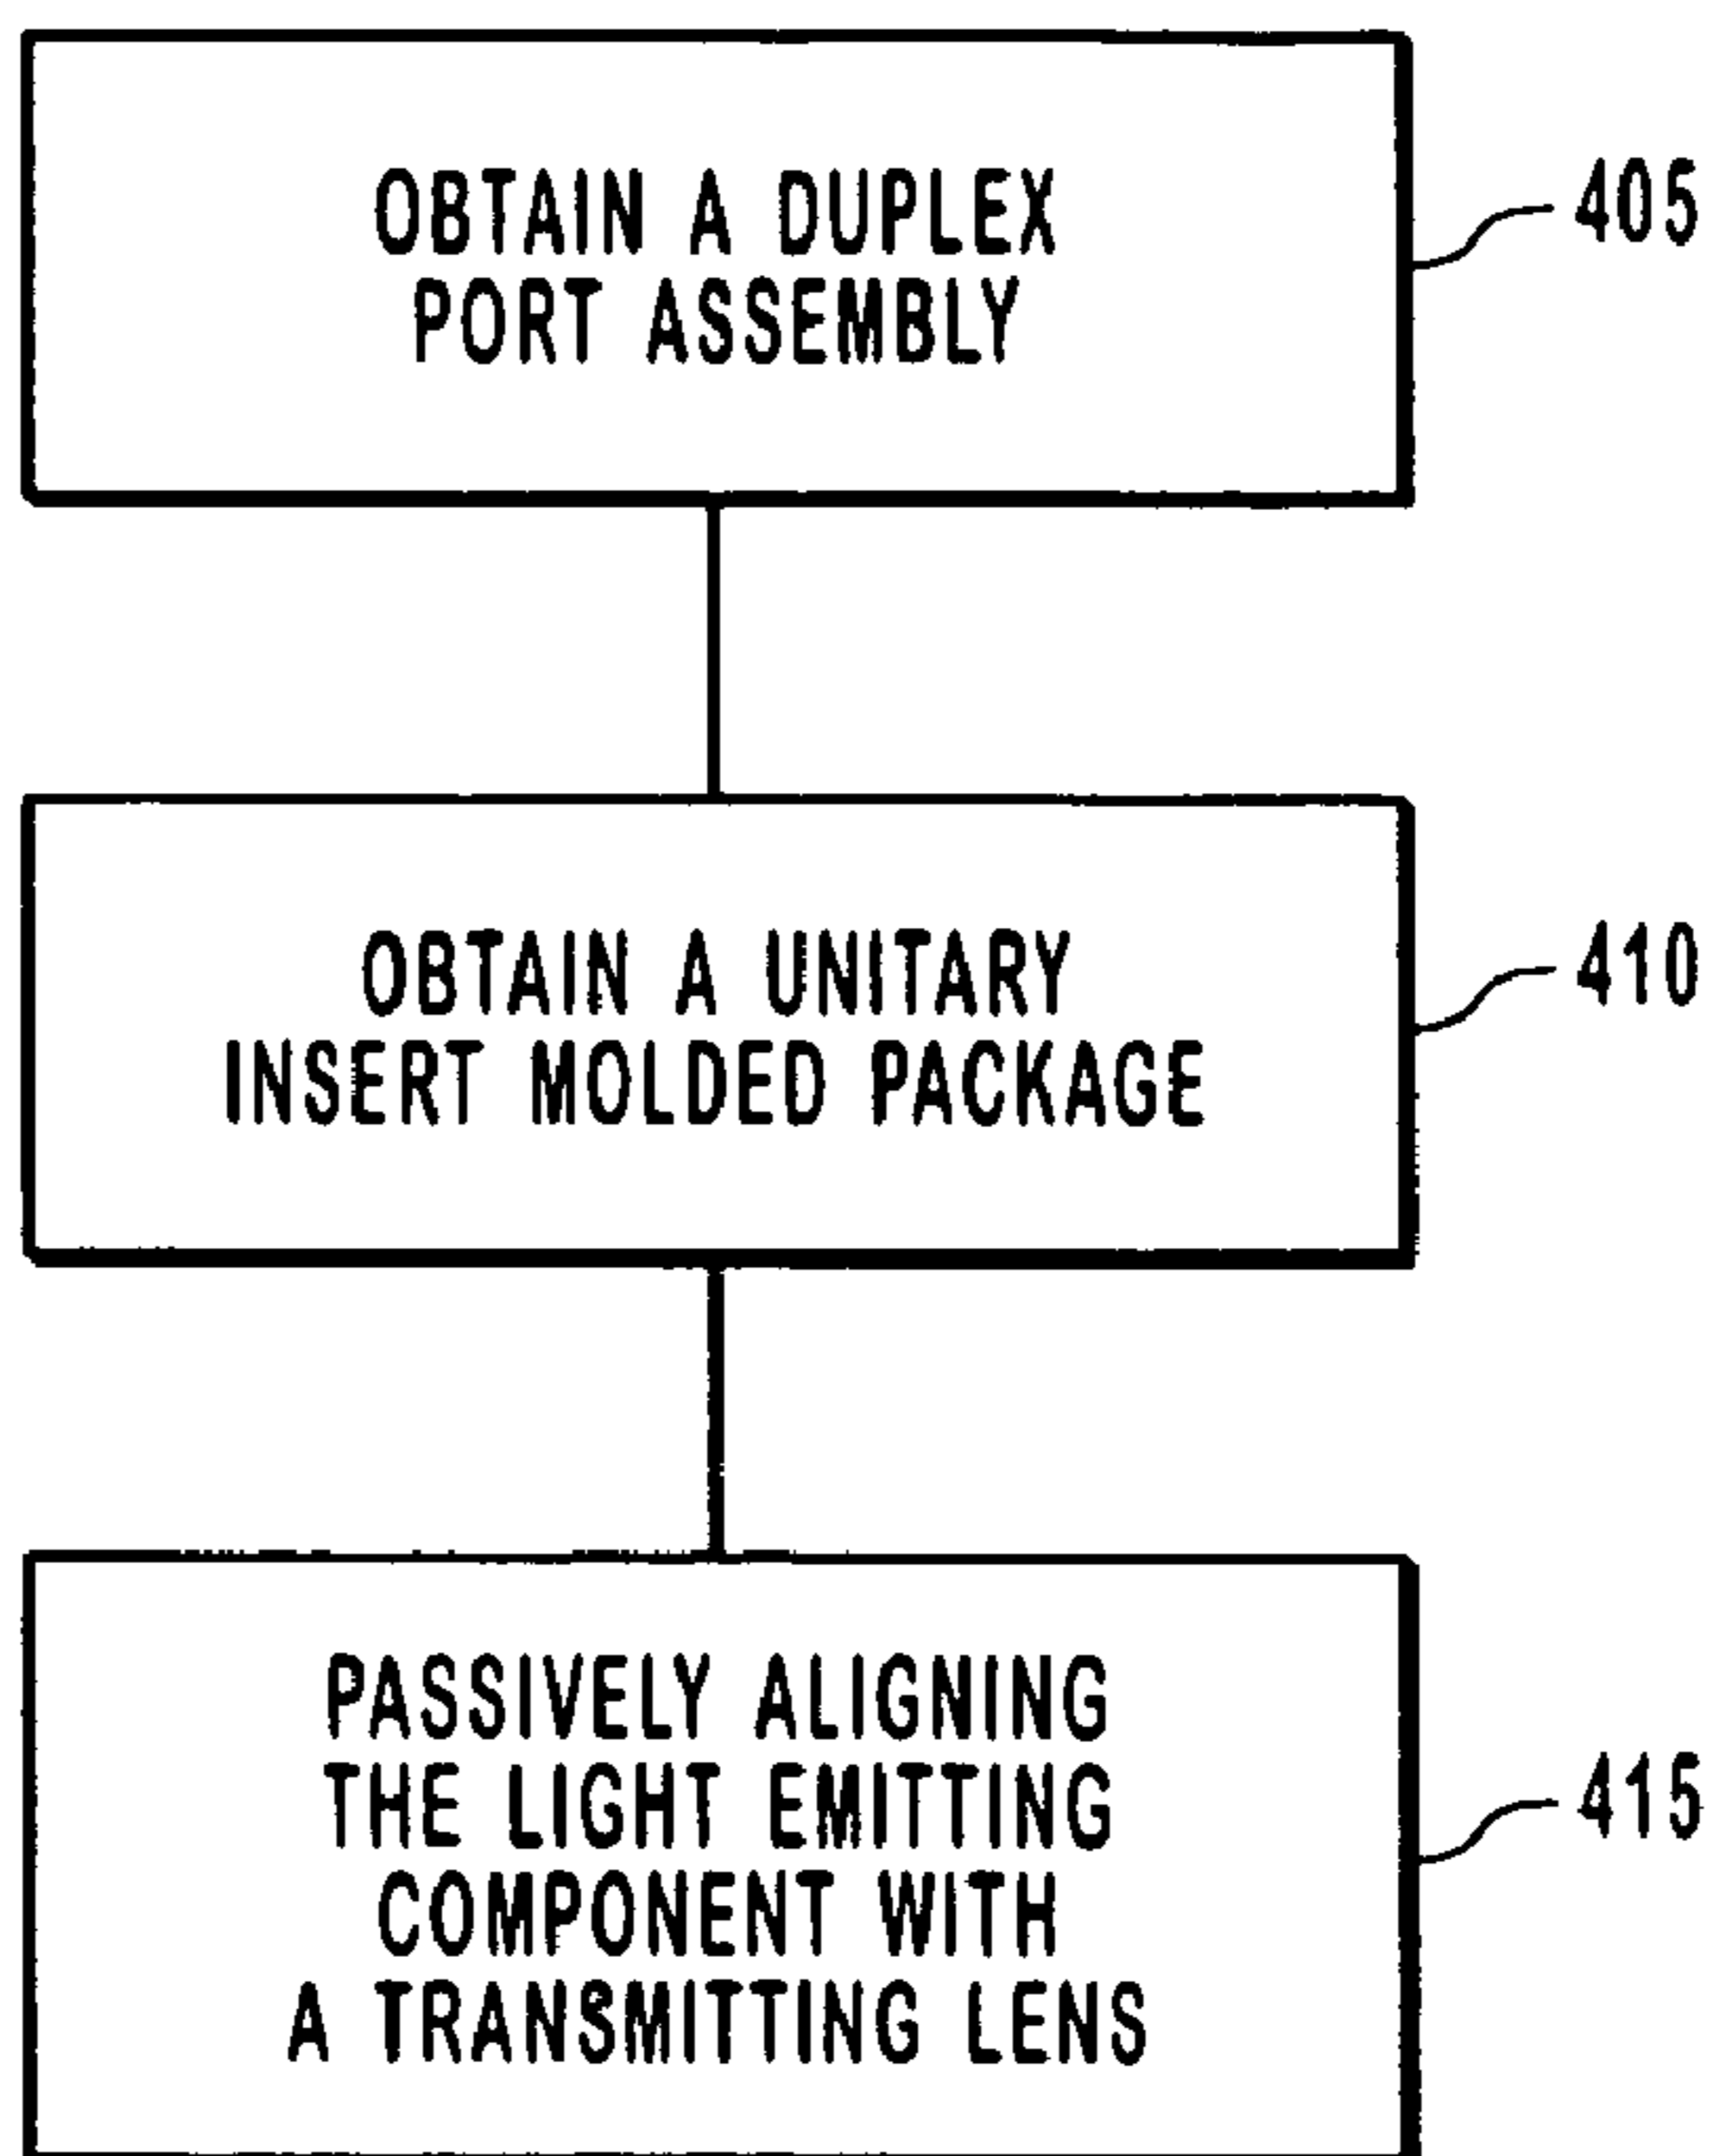 OBTAIN A DUPLEX
PORT ASSEMBLY
405
OBTAIN A UNITARY
INSERT MOLDED PACKAGE
410
PASSIVELY ALIGNING
THE LIGHT EMITTING
COMPONENT WITH
A TRANSMITTING LENS
415